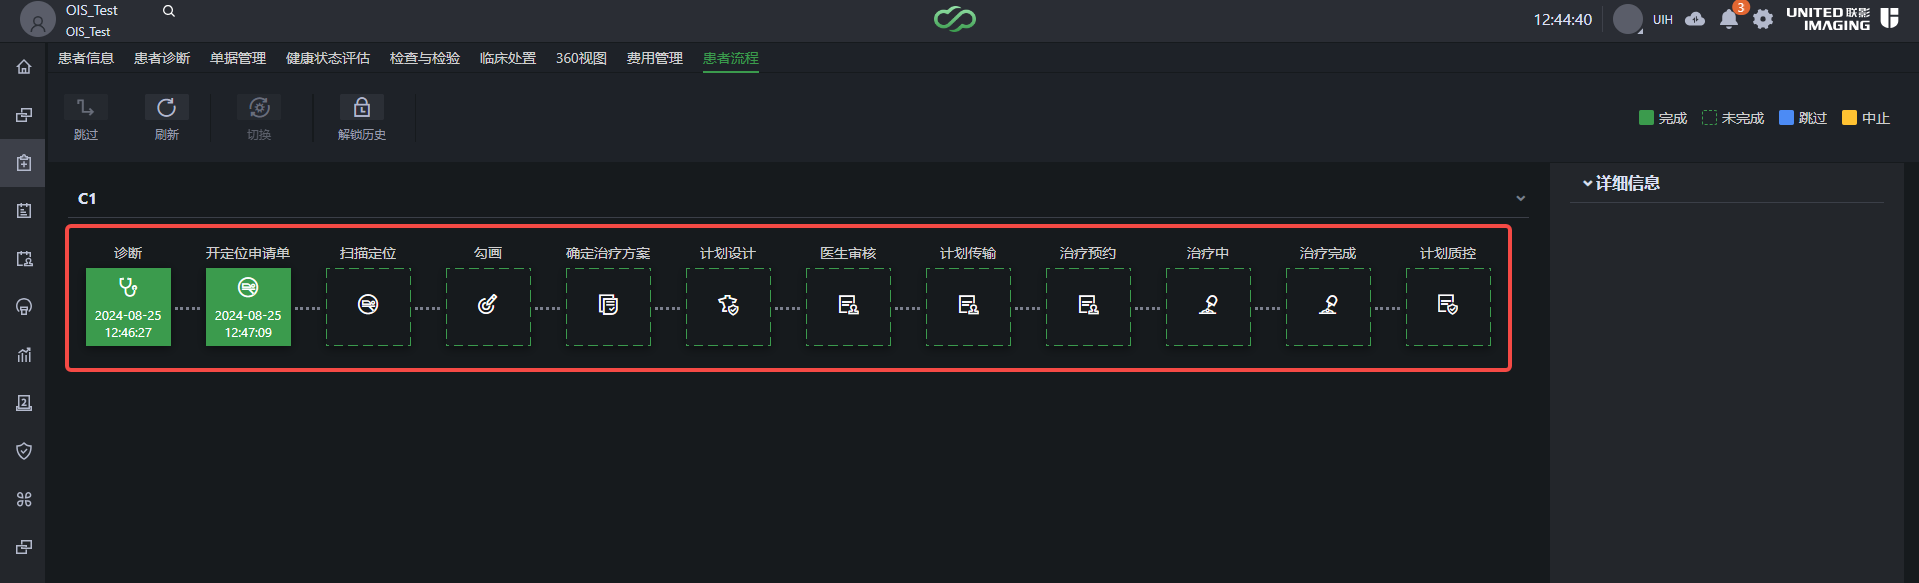 OIS_Test
OIS_Test
12:44:40
UIH
3
UNITED 联影
IMAGING
患者信息 患者诊断 单据管理 健康状态评估 检查与检验 临床处置 360视图 费用管理 患者流程
跳过 刷新 切换 解锁历史
完成 未完成 跳过 中止
C1
详细信息
诊断 开定位申请单 扫描定位 勾画 确定治疗方案 计划设计 医生审核 计划传输 治疗预约 治疗中 治疗完成 计划质控
2024-08-25 2024-08-25
12:46:27 12:47:09
2